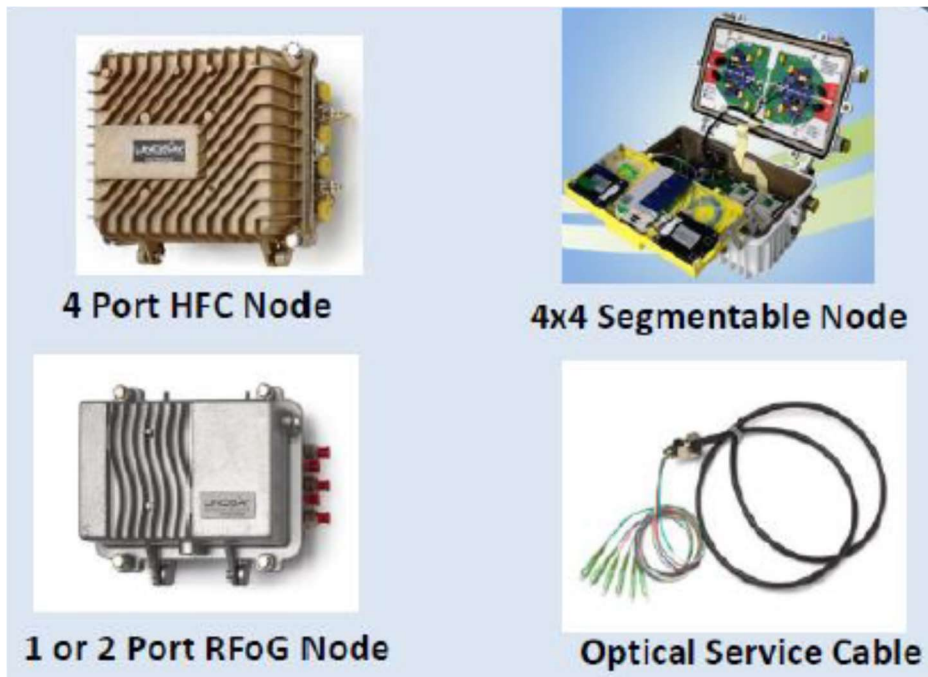 4 Port HFC Node
4x4 Segmentable Node
1 or 2 Port RFoG Node
Optical Service Cable